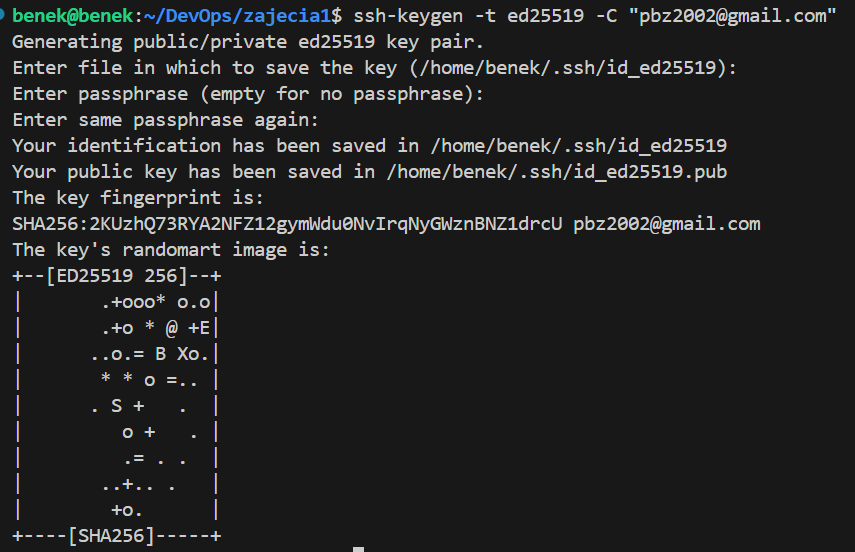 benek@benek:~/DevOps/zajecia1$ ssh-keygen -t ed25519 -C "pbz2002@gmail.com"
Generating public/private ed25519 key pair.
Enter file in which to save the key (/home/benek/.ssh/id_ed25519):
Enter passphrase (empty for no passphrase):
Enter same passphrase again:
Your identification has been saved in /home/benek/.ssh/id_ed25519
Your public key has been saved in /home/benek/.ssh/id_ed25519.pub
The key fingerprint is:
SHA256:2KUzhQ73RYA2NFZ12gymWdu0NvIrqNyGWznBNZ1drcU pbz2002@gmail.com
The key's randomart image is:
+--[ED25519 256]--+
|       .+ooo* o.o|
|       .+o * @ +E|
|      ..o.= B Xo.|
|       * * o =.. |
|      . S +   .  |
|         o +   . |
|         .= . .  |
|       ..+.. .   |
|        +o.      |
+----[SHA256]-----+